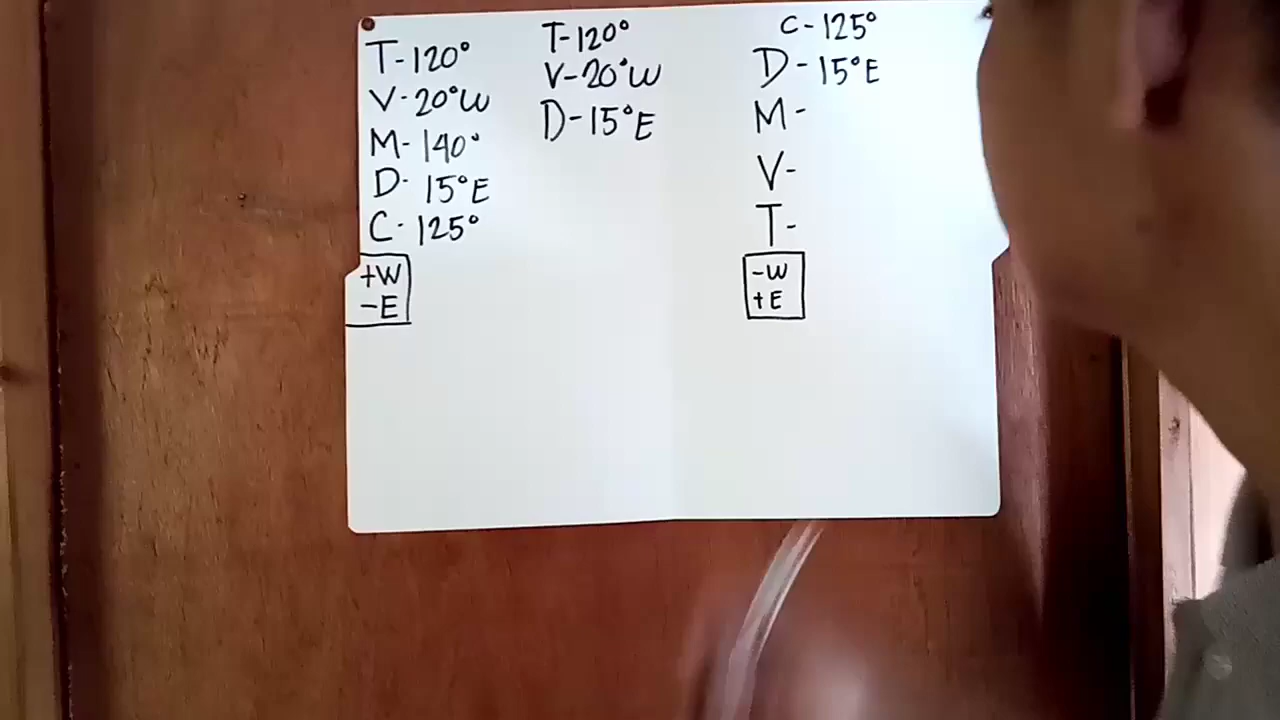 T-120°
V-20°W
M-140°
D-15°E
C-125°
+W
-E
T-120°
V-20°W
D-15°E
C-125°
D-15°E
M-
V-
T-
-W
+E